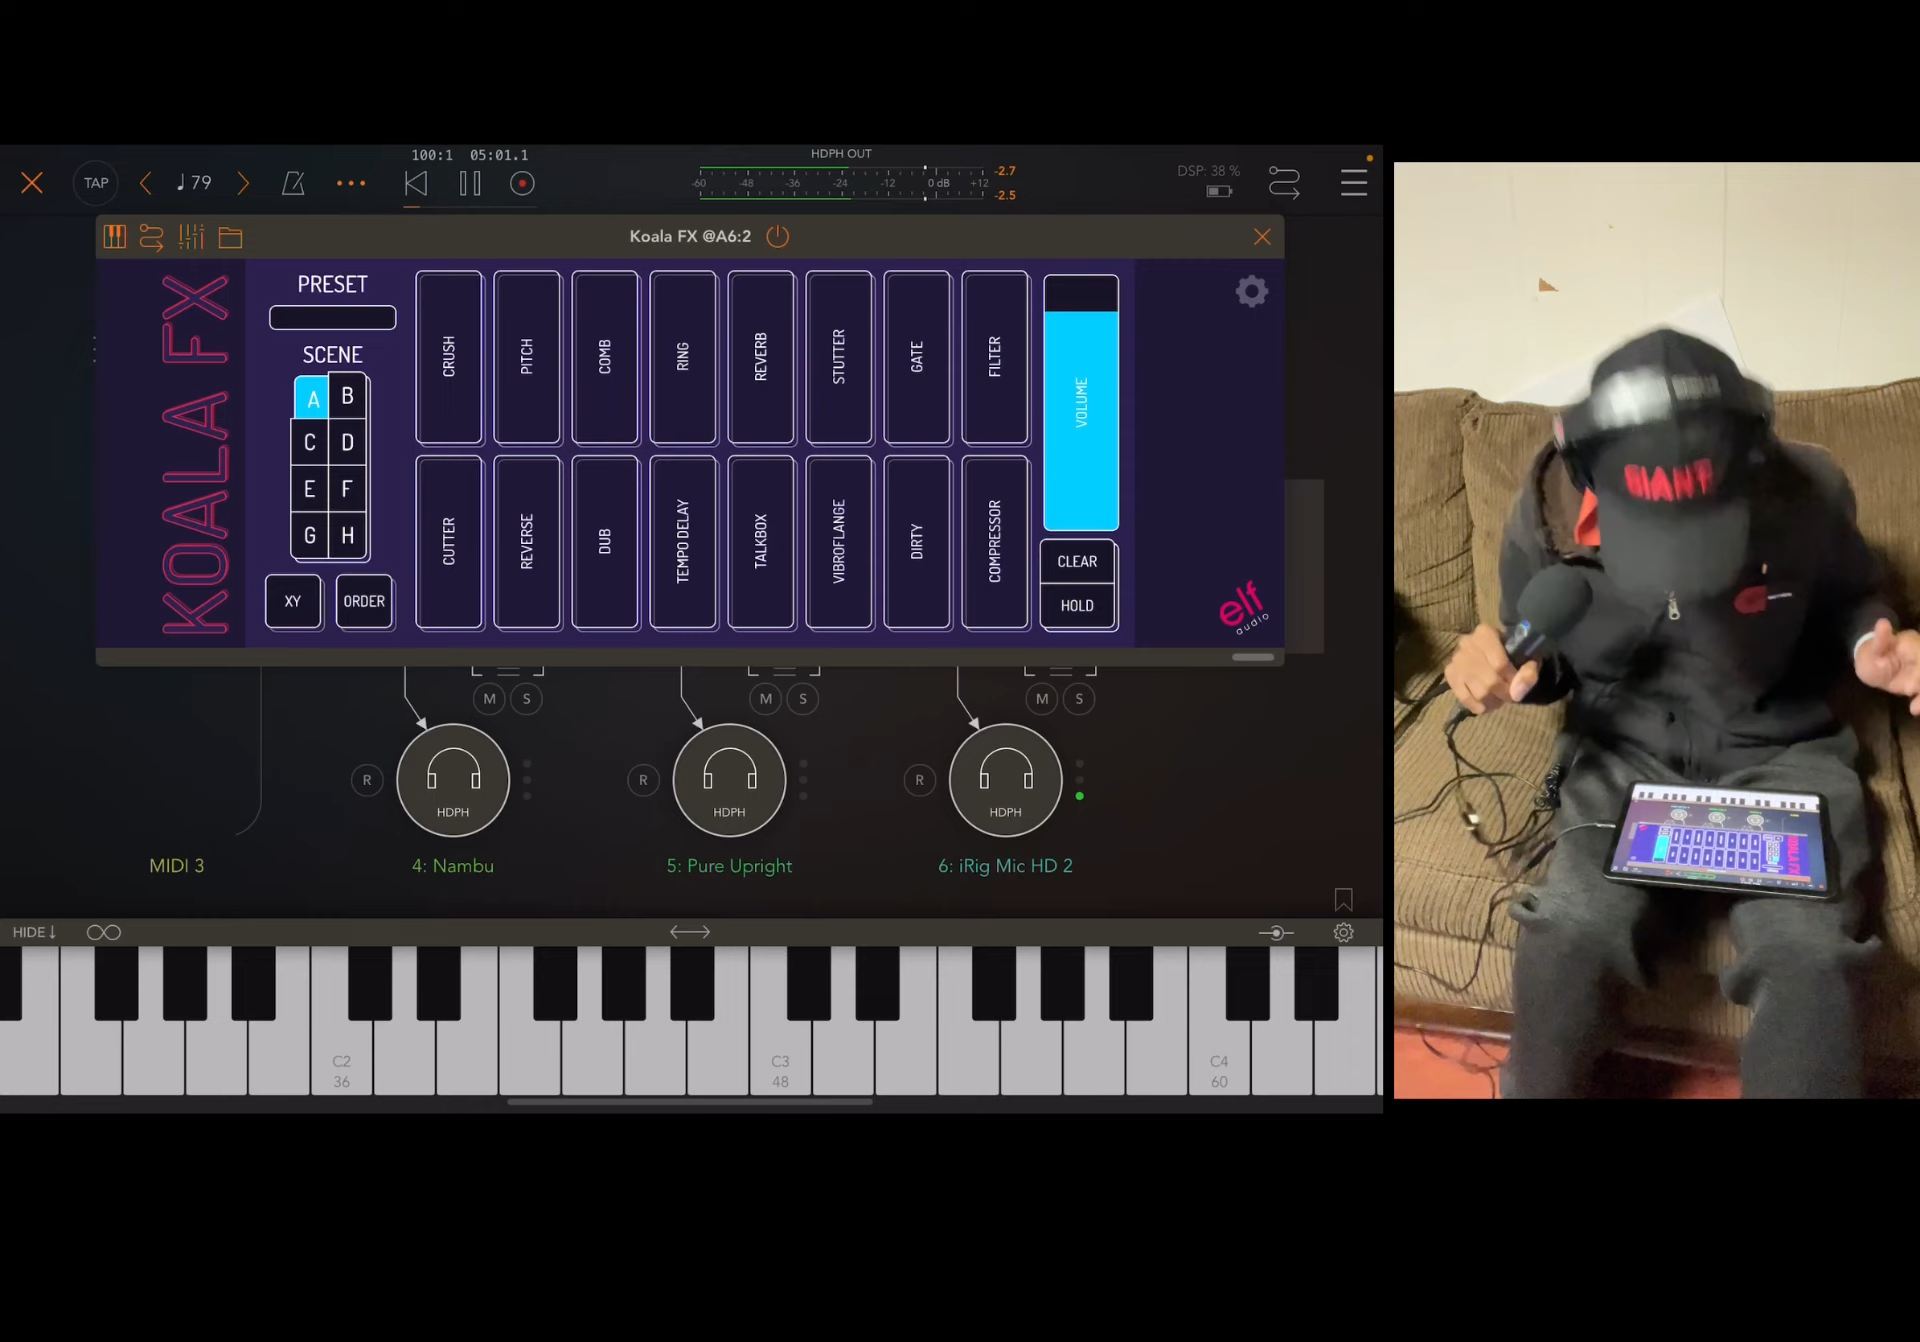 100:1 05:01.1
HDPH OUT
TAP
♩79
-60 -48 -36 -24 -12 0 dB +12
-2.7
-2.5
DSP: 38 %
Koala FX @A6:2
KOALA FX
PRESET
SCENE
A B
C D
E F
G H
XY ORDER
CRUSH
PITCH
COMB
RING
REVERB
STUTTER
GATE
FILTER
VOLUME
CUTTER
REVERSE
DUB
TEMPO DELAY
TALKBOX
VIBROFLANGE
DIRTY
COMPRESSOR
CLEAR
HOLD
elf
audio
M S M S M S
R HDPH R HDPH R HDPH
MIDI 3
4: Nambu
5: Pure Upright
6: iRig Mic HD 2
HIDE↓
C2
36
C3
48
C4
60
GIANT
KOALA FX